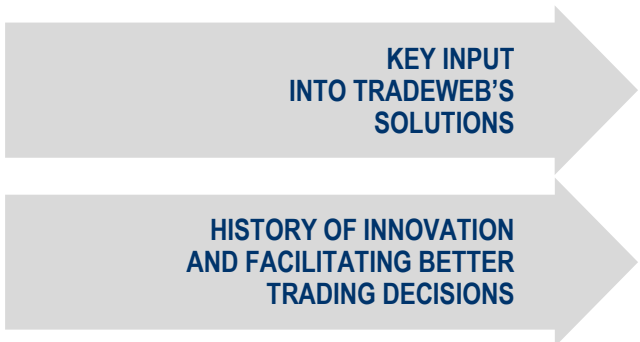 KEY INPUT
INTO TRADEWEB’S
SOLUTIONS
HISTORY OF INNOVATION
AND FACILITATING BETTER
TRADING DECISIONS